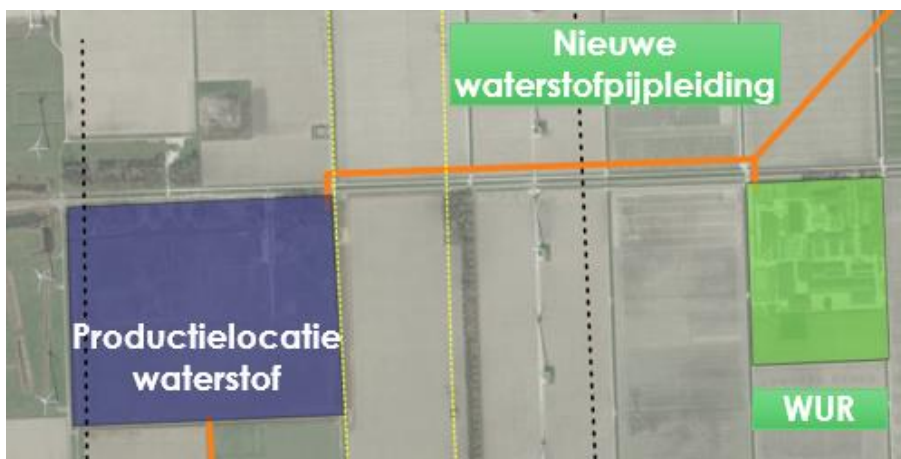 Nieuwe
waterstofpijpleiding
Productielocatie
waterstof
WUR